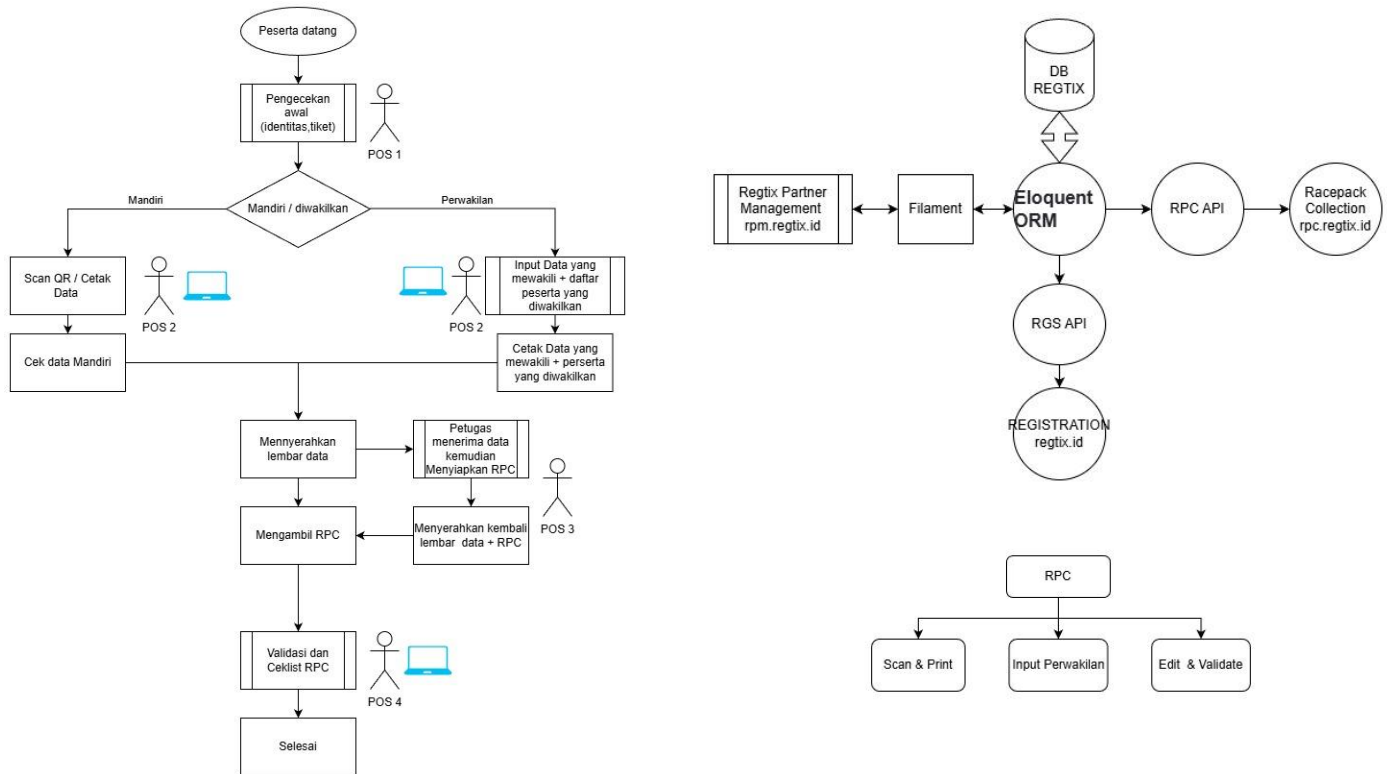 Peserta datang
Pengecekan
awal
(identitas,tiket)
POS 1
Mandiri
Mandiri / diwakilkan
Perwakilan
Scan QR / Cetak
Data
POS 2
POS 2
Input Data yang
mewakili + daftar
peserta yang
diwakilkan
Cek data Mandiri
Cetak Data yang
mewakili + perserta
yang diwakilkan
Mennyerahkan
lembar data
Petugas
menerima data
kemudian
Menyiapkan RPC
POS 3
Mengambil RPC
Menyerahkan kembali
lembar data + RPC
Validasi dan
Ceklist RPC
POS 4
Selesai
DB
REGTIX
Regtix Partner
Management
rpm.regtix.id
Filament
Eloquent
ORM
RPC API
Racepack
Collection
rpc.regtix.id
RGS API
REGISTRATION
regtix.id
RPC
Scan & Print
Input Perwakilan
Edit & Validate